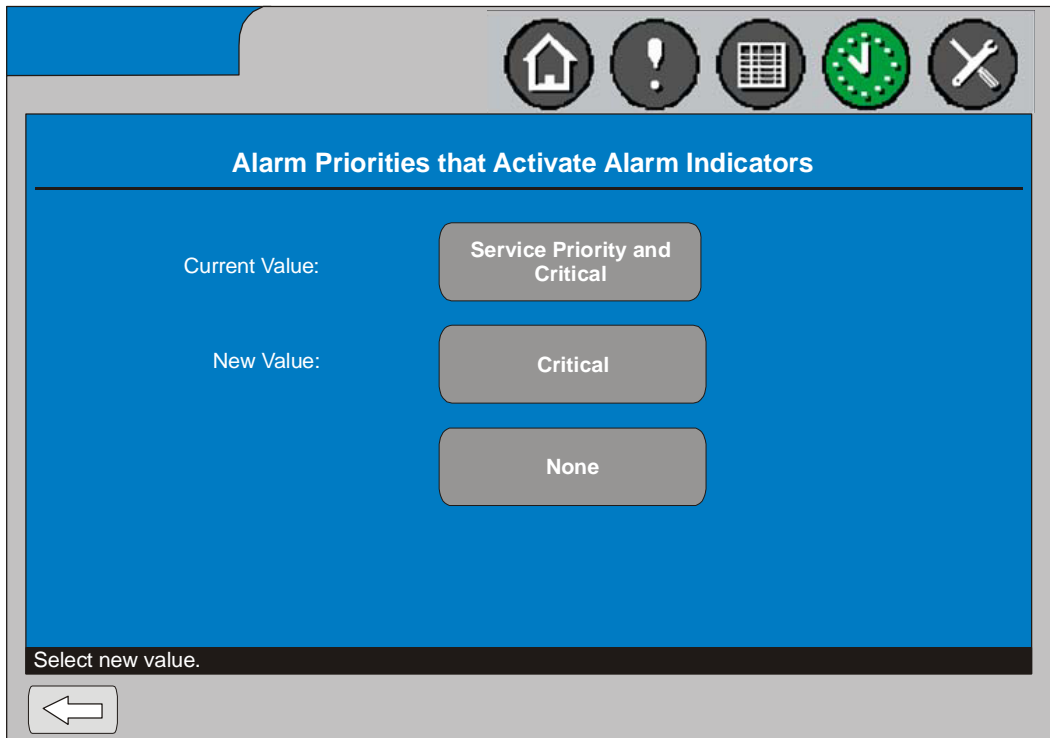 Alarm Priorities that Activate Alarm Indicators
Current Value:
Service Priority and
Critical
New Value:
Critical
None
Select new value.